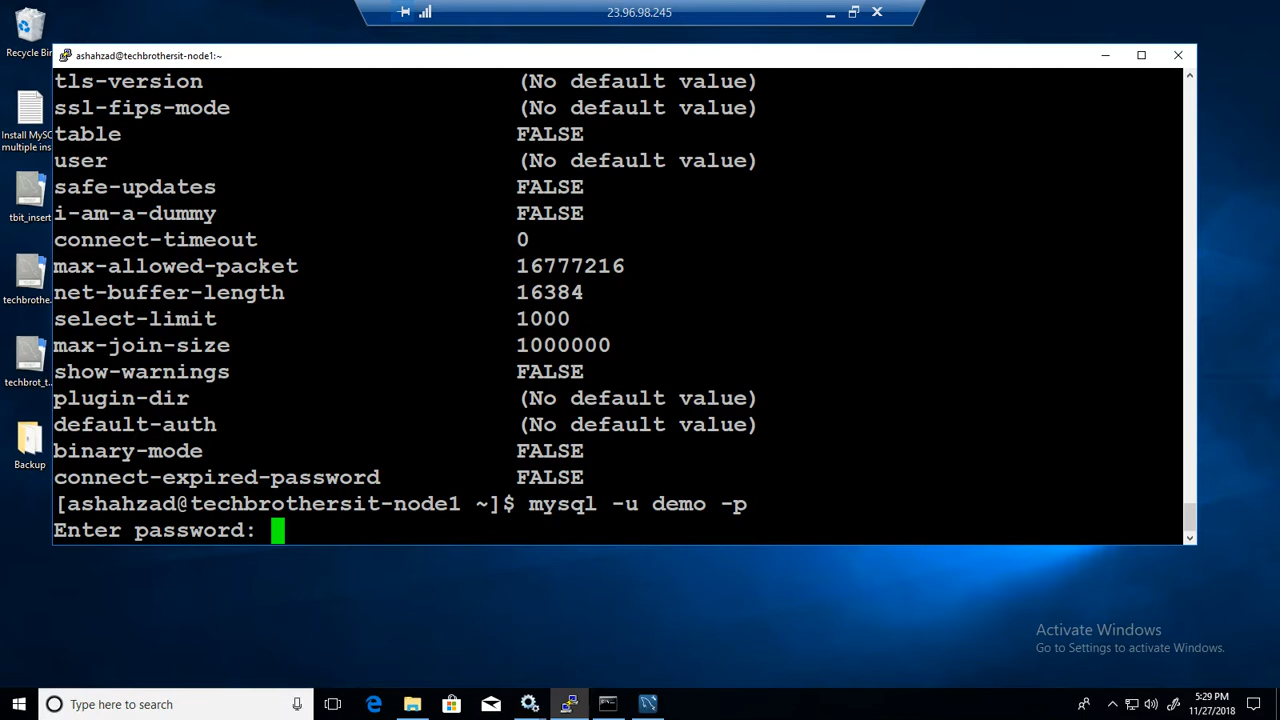 23.96.98.245
Recycle Bin
ashahzad@techbrothersit-node1:~
tls-version (No default value)
ssl-fips-mode (No default value)
table FALSE
user (No default value)
safe-updates FALSE
i-am-a-dummy FALSE
connect-timeout 0
max-allowed-packet 16777216
net-buffer-length 16384
select-limit 1000
max-join-size 1000000
show-warnings FALSE
plugin-dir (No default value)
default-auth (No default value)
binary-mode FALSE
connect-expired-password FALSE
[ashahzad@techbrothersit-node1 ~]$ mysql -u demo -p
Enter password:
Install MySQ
multiple ins
tbit_insert
techbrothe
techbrot_t...
Backup
Activate Windows
Go to Settings to activate Windows.
Type here to search
5:29 PM
11/27/2018